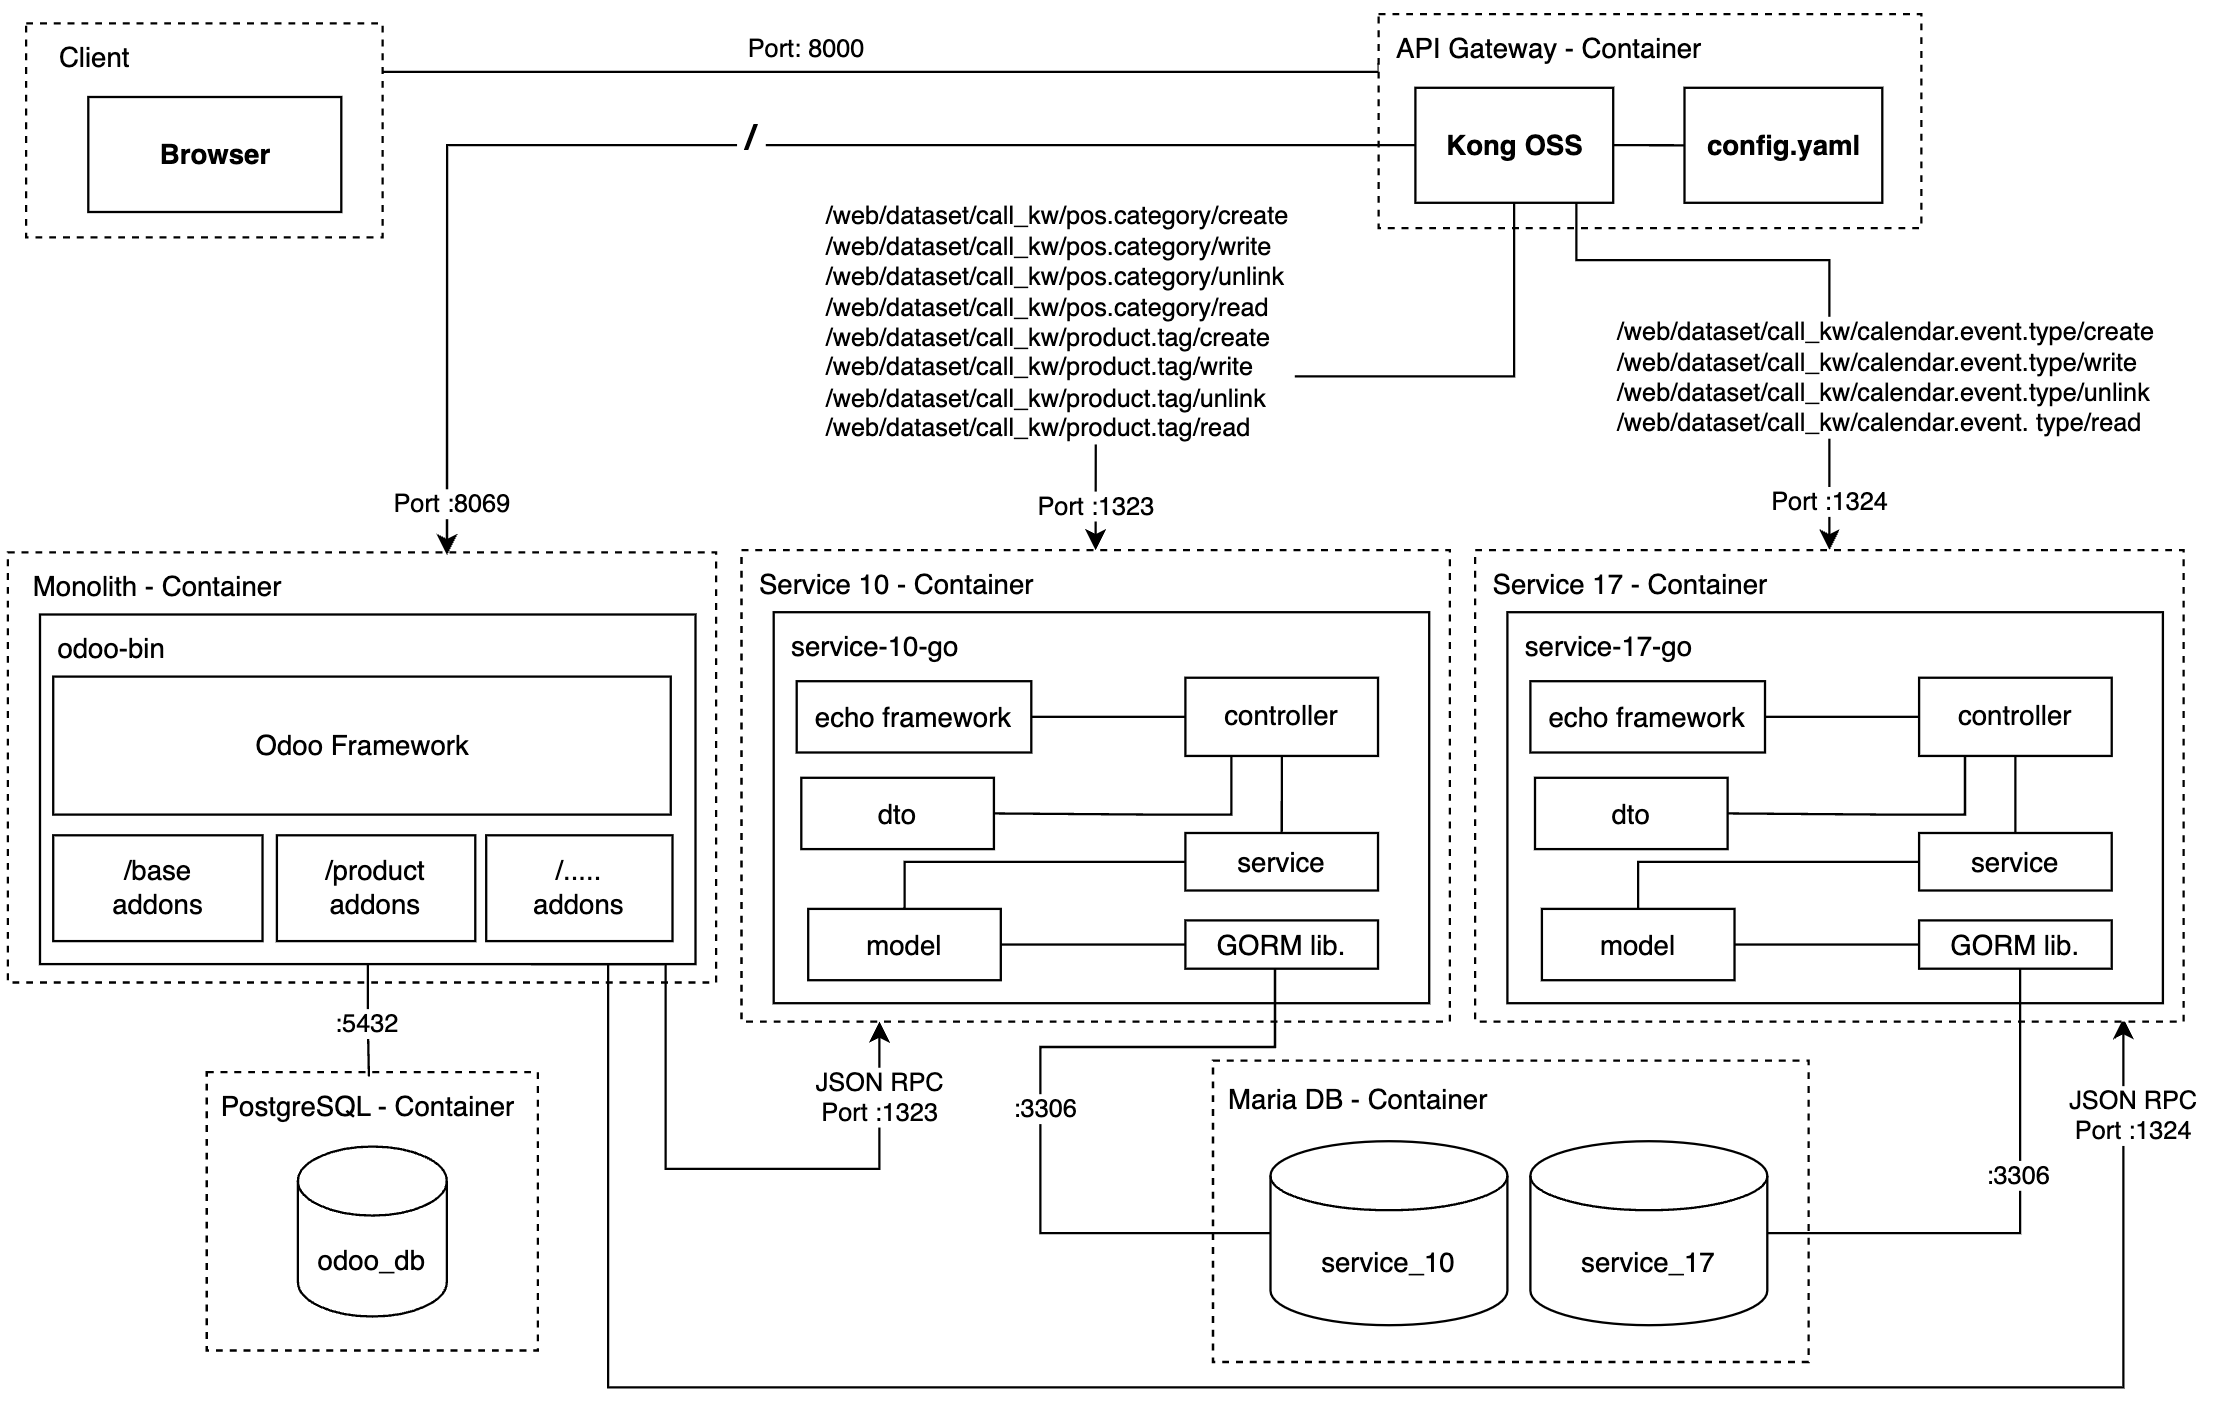 Client
Browser
Port: 8000
API Gateway - Container
Kong OSS
config.yaml
/
/web/dataset/call_kw/pos.category/create
/web/dataset/call_kw/pos.category/write
/web/dataset/call_kw/pos.category/unlink
/web/dataset/call_kw/pos.category/read
/web/dataset/call_kw/product.tag/create
/web/dataset/call_kw/product.tag/write
/web/dataset/call_kw/product.tag/unlink
/web/dataset/call_kw/product.tag/read
/web/dataset/call_kw/calendar.event.type/create
/web/dataset/call_kw/calendar.event.type/write
/web/dataset/call_kw/calendar.event.type/unlink
/web/dataset/call_kw/calendar.event. type/read
Port :8069
Port :1323
Port :1324
Monolith - Container
odoo-bin
Odoo Framework
/base
addons
/product
addons
/.....
addons
Service 10 - Container
service-10-go
echo framework
controller
dto
service
model
GORM lib.
Service 17 - Container
service-17-go
echo framework
controller
dto
service
model
GORM lib.
:5432
PostgreSQL - Container
odoo_db
JSON RPC
Port :1323
:3306
Maria DB - Container
service_10
service_17
:3306
JSON RPC
Port :1324